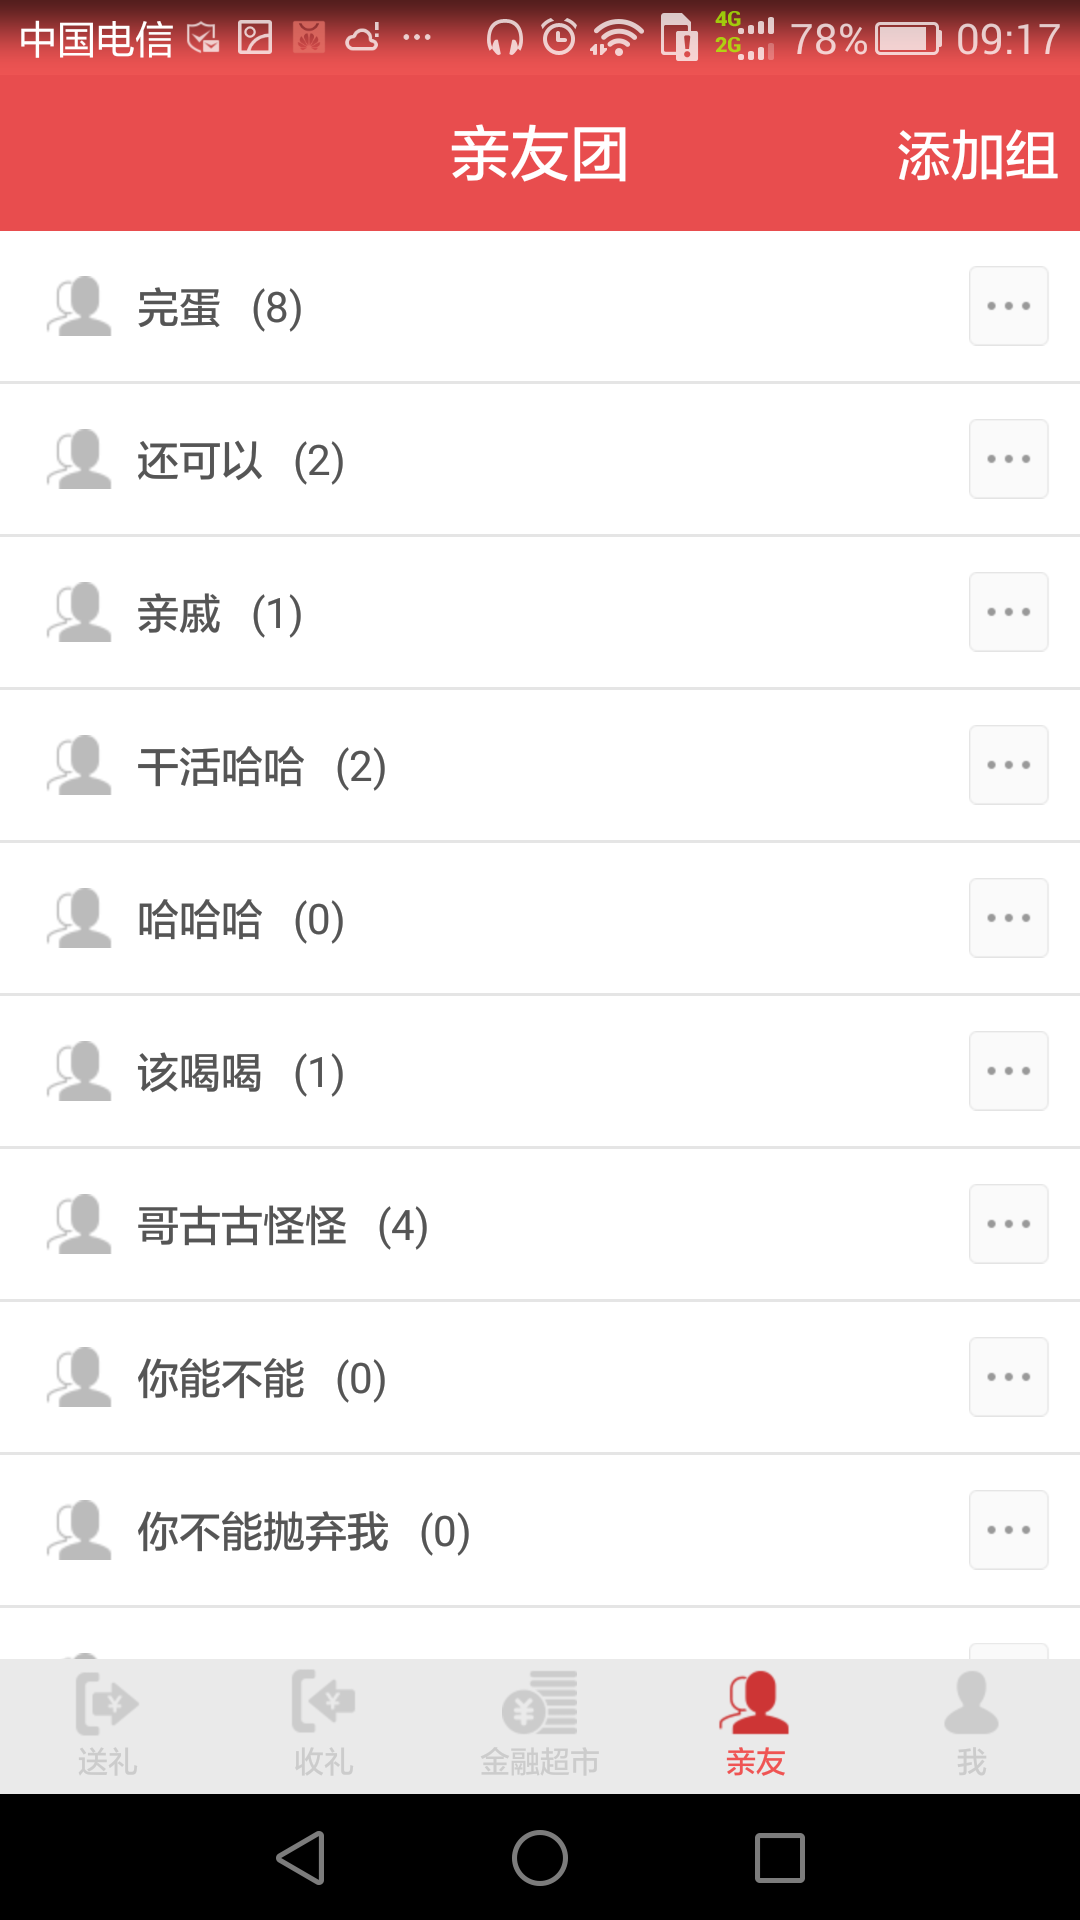 中国电信 4G 2G 78% 09:17
亲友团 添加组
完蛋 (8)
还可以 (2)
亲戚 (1)
干活哈哈 (2)
哈哈哈 (0)
该喝喝 (1)
哥古古怪怪 (4)
你能不能 (0)
你不能抛弃我 (0)
送礼 收礼 金融超市 亲友 我